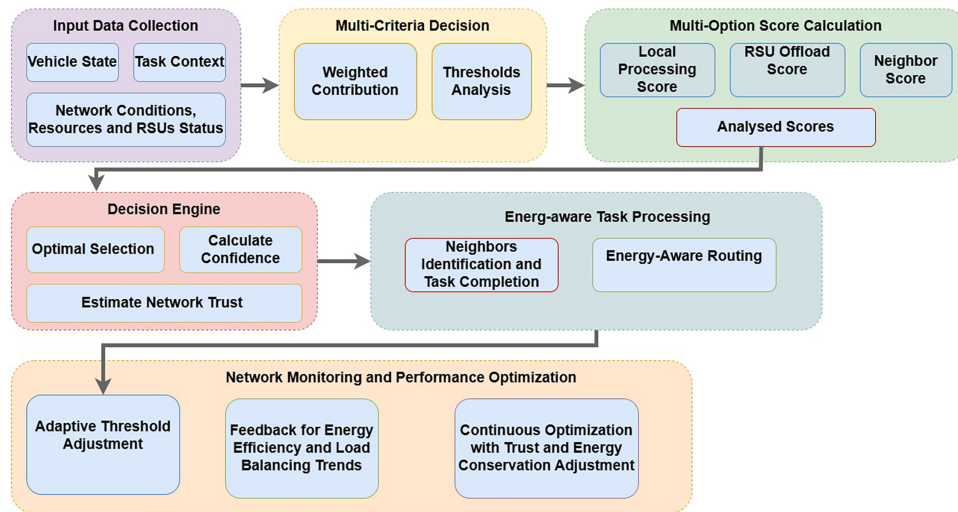 Input Data Collection
Vehicle State
Task Context
Network Conditions,
Resources and RSUs Status
Multi-Criteria Decision
Weighted
Contribution
Thresholds
Analysis
Multi-Option Score Calculation
Local
Processing
Score
RSU Offload
Score
Neighbor
Score
Analysed Scores
Decision Engine
Optimal Selection
Calculate
Confidence
Estimate Network Trust
Energ-aware Task Processing
Neighbors
Identification and
Task Completion
Energy-Aware Routing
Network Monitoring and Performance Optimization
Adaptive Threshold
Adjustment
Feedback for Energy
Efficiency and Load
Balancing Trends
Continuous Optimization
with Trust and Energy
Conservation Adjustment